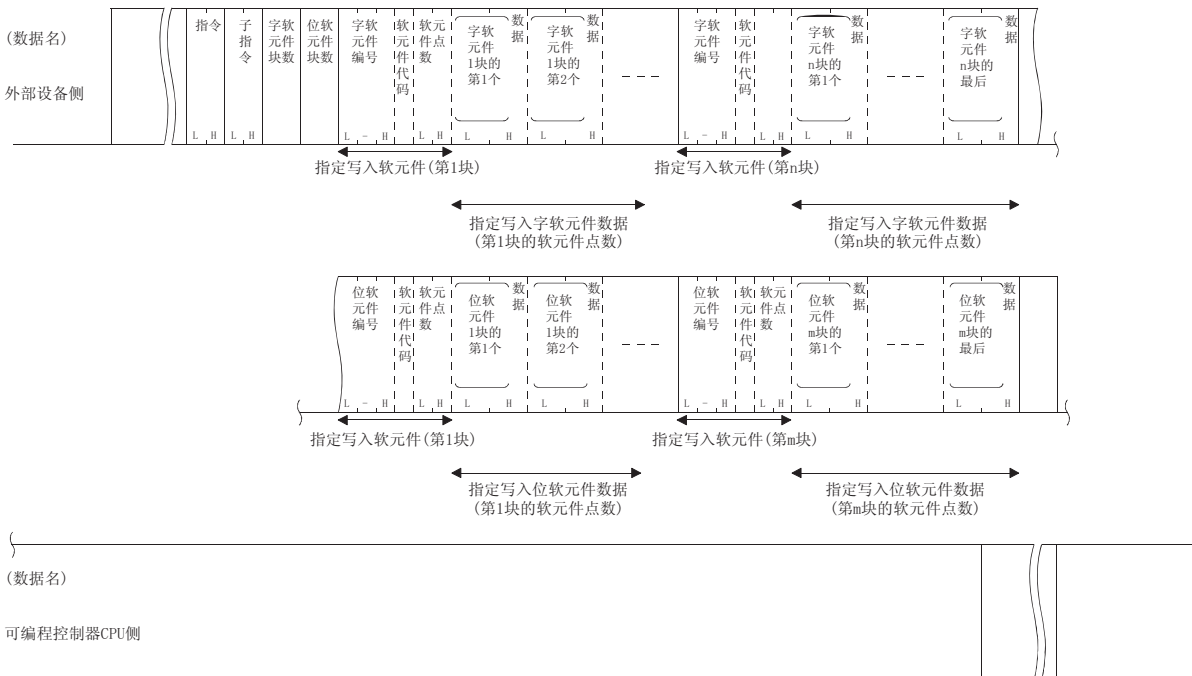 (数据名)
外部设备侧
指令
子指令
字软元件块数
位软元件块数
字软元件编号
软元件代码
软元件点数
字软元件1块的第1个
数据
字软元件1块的第2个
数据
字软元件编号
软元件代码
字软元件n块的第1个
数据
字软元件n块的最后
数据
L H L H L - H L H L H L H L - H L H L H L H
指定写入软元件(第1块)
指定写入软元件(第n块)
指定写入字软元件数据
(第1块的软元件点数)
指定写入字软元件数据
(第n块的软元件点数)
位软元件编号
软元件代码
软元件点数
位软元件1块的第1个
数据
位软元件1块的第2个
数据
位软元件编号
软元件代码
软元件点数
位软元件m块的第1个
数据
位软元件m块的最后
数据
L - H L H L H L H L - H L H L H L H
指定写入软元件(第1块)
指定写入软元件(第m块)
指定写入位软元件数据
(第1块的软元件点数)
指定写入位软元件数据
(第m块的软元件点数)
(数据名)
可编程控制器CPU侧